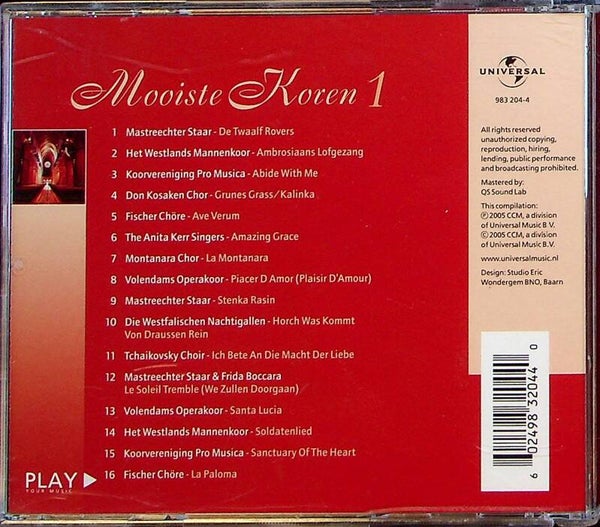 Mooiste Koren 1
1 Mastreechter Staar - De Twaalf Rovers
2 Het Westlands Mannenkoor - Ambrosiaans Lofgezang
3 Koorvereniging Pro Musica - Abide With Me
4 Don Kosaken Chor - Grunes Grass/Kalinka
5 Fischer Chöre - Ave Verum
6 The Anita Kerr Singers - Amazing Grace
7 Montanara Chor - La Montanara
8 Volendams Operakoor - Piacer D Amor (Plaisir D'Amour)
9 Mastreechter Staar - Stenka Rasin
10 Die Westfalischen Nachtigallen - Horch Was Kommt
Von Draussen Rein
11 Tchaikovsky Choir - Ich Bete An Die Macht Der Liebe
12 Mastreechter Staar & Frida Boccara
Le Soleil Tremble (We Zullen Doorgaan)
13 Volendams Operakoor - Santa Lucia
14 Het Westlands Mannenkoor - Soldatenlied
15 Koorvereniging Pro Musica - Sanctuary Of The Heart
16 Fischer Chöre - La Paloma
PLAY
YOUR MUSIC
UNIVERSAL
983 204-4
All rights reserved
unauthorized copying,
reproduction, hiring,
lending, public performance
and broadcasting prohibited.
Mastered by:
QS Sound Lab
This compilation:
℗ 2005 CCM, a division
of Universal Music B.V.
© 2005 CCM, a division
of Universal Music B.V.
www.universalmusic.nl
Design: Studio Eric
Wondergem BNO, Baarn
6 02498 32044 0